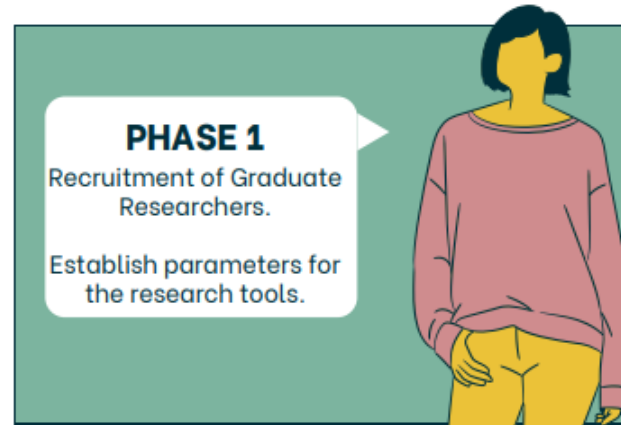 PHASE 1
Recruitment of Graduate
Researchers.
Establish parameters for
the research tools.